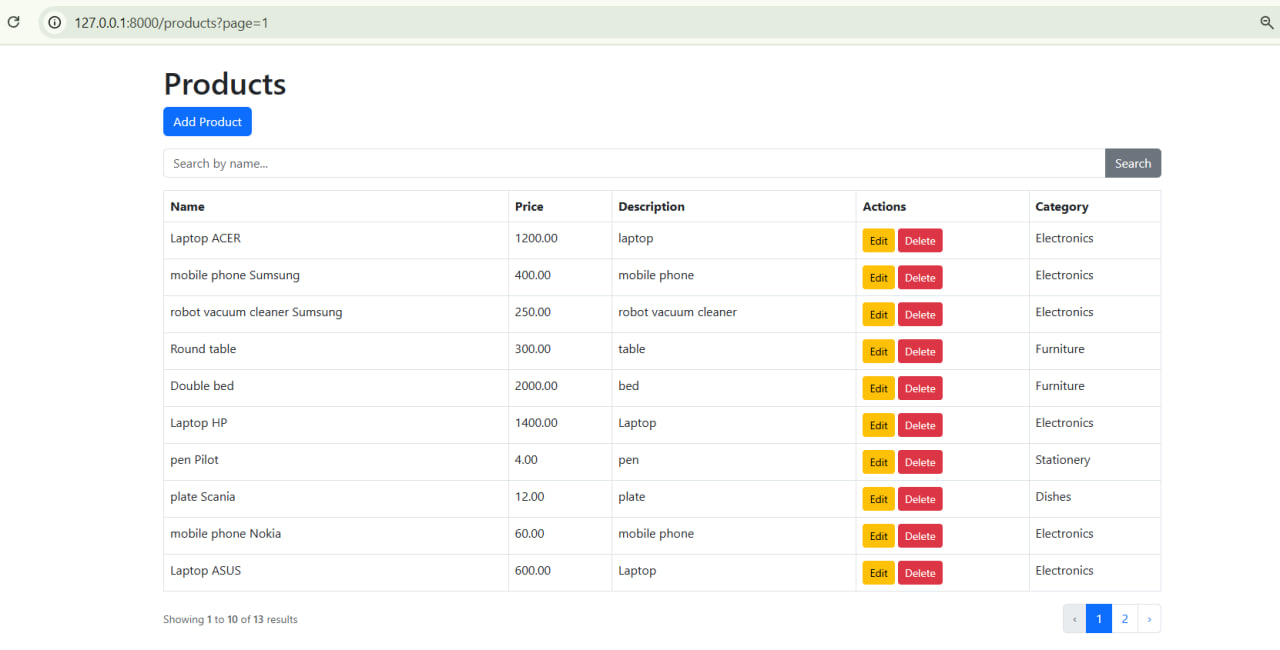 127.0.0.1:8000/products?page=1
Products
Add Product
Search by name... Search
Name Price Description Actions Category
Laptop ACER 1200.00 laptop Edit Delete Electronics
mobile phone Sumsung 400.00 mobile phone Edit Delete Electronics
robot vacuum cleaner Sumsung 250.00 robot vacuum cleaner Edit Delete Electronics
Round table 300.00 table Edit Delete Furniture
Double bed 2000.00 bed Edit Delete Furniture
Laptop HP 1400.00 Laptop Edit Delete Electronics
pen Pilot 4.00 pen Edit Delete Stationery
plate Scania 12.00 plate Edit Delete Dishes
mobile phone Nokia 60.00 mobile phone Edit Delete Electronics
Laptop ASUS 600.00 Laptop Edit Delete Electronics
Showing 1 to 10 of 13 results ‹ 1 2 ›